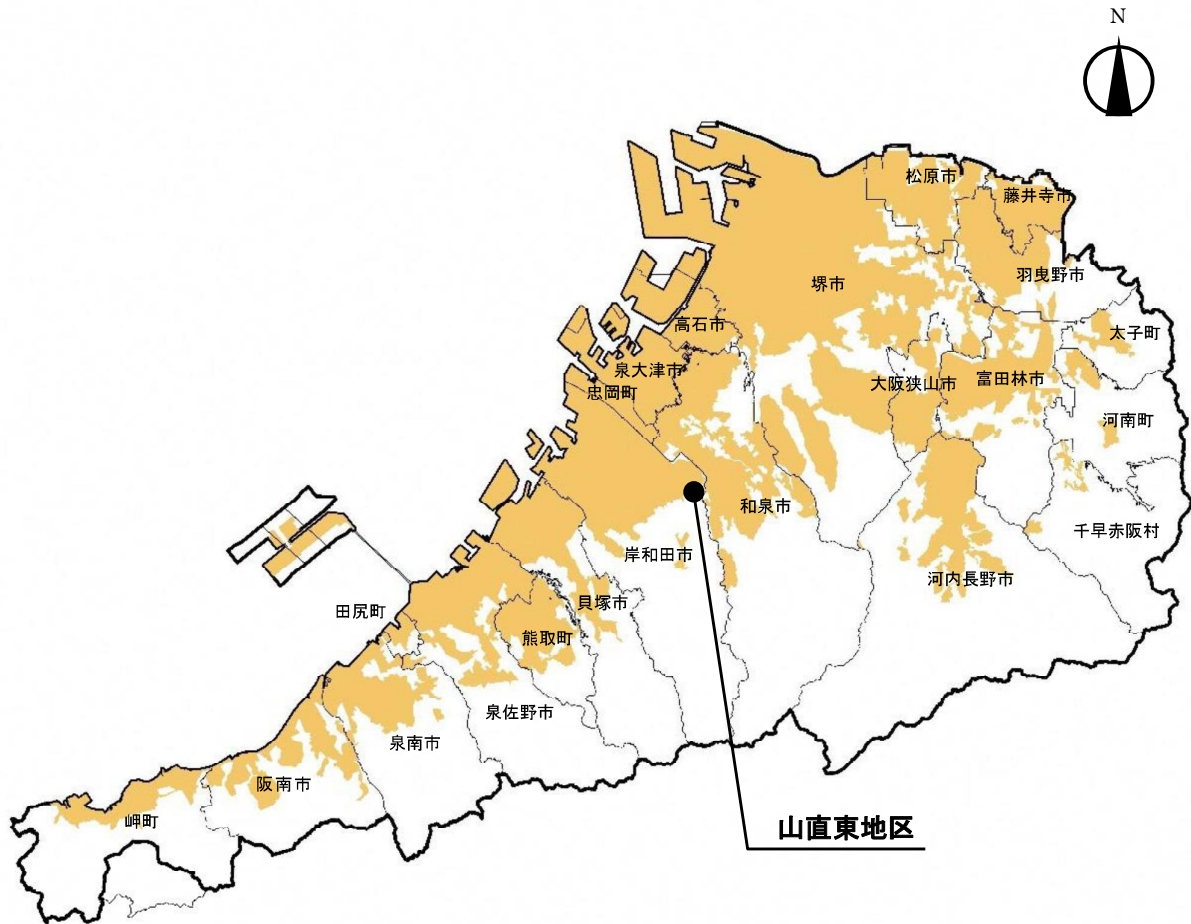 N
松原市
藤井寺市
羽曳野市
堺市
高石市
太子町
泉大津市
大阪狭山市
富田林市
忠岡町
河南町
和泉市
千早赤阪村
岸和田市
河内長野市
貝塚市
田尻町
熊取町
泉佐野市
泉南市
阪南市
岬町
山直東地区